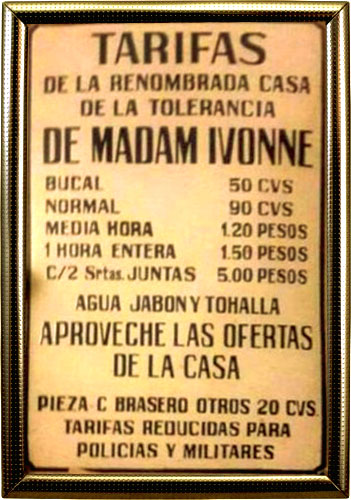 TARIFAS
DE LA RENOMBRADA CASA
DE LA TOLERANCIA
DE MADAM IVONNE
BUCAL 50 CVS
NORMAL 90 CVS
MEDIA HORA 1.20 PESOS
1 HORA ENTERA 1.50 PESOS
C/2 Srtas. JUNTAS 5.00 PESOS
AGUA JABON Y TOHALLA
APROVECHE LAS OFERTAS
DE LA CASA
PIEZA C BRASERO OTROS 20 CVS.
TARIFAS REDUCIDAS PARA
POLICIAS Y MILITARES